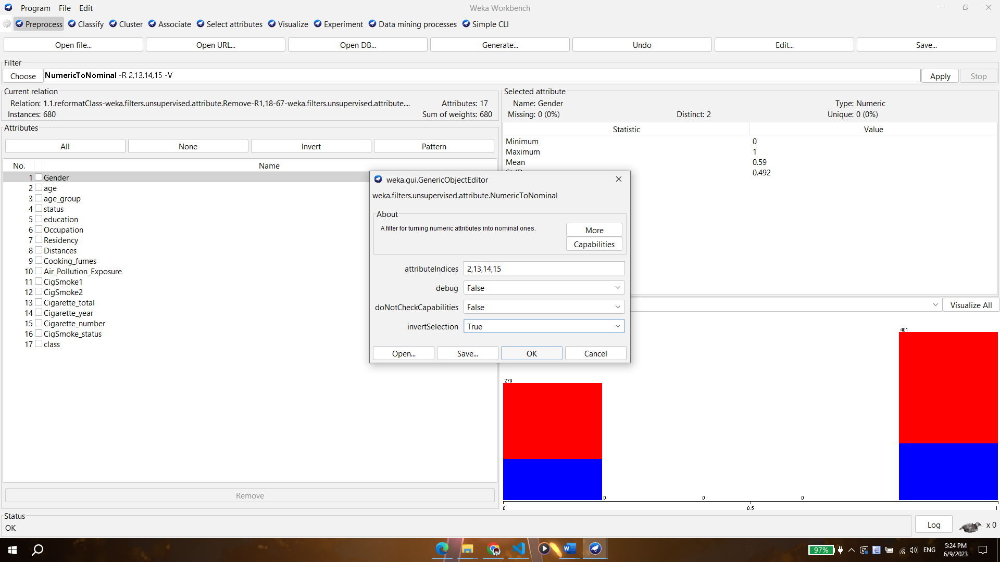 Program File Edit
Weka Workbench
Preprocess Classify Cluster Associate Select attributes Visualize Experiment Data mining processes Simple CLI
Open file... Open URL... Open DB... Generate... Undo Edit... Save...
Filter
Choose NumericToNominal -R 2,13,14,15 -V Apply Stop
Current relation
Relation: 1.1.reformatClass-weka.filters.unsupervised.attribute.Remove-R1,18-67-weka.filters.unsupervised.attribute.... Attributes: 17
Instances: 680 Sum of weights: 680
Attributes
All None Invert Pattern
No. Name
1 Gender
2 age
3 age_group
4 status
5 education
6 Occupation
7 Residency
8 Distances
9 Cooking_fumes
10 Air_Pollution_Exposure
11 CigSmoke1
12 CigSmoke2
13 Cigarette_total
14 Cigarette_year
15 Cigarette_number
16 CigSmoke_status
17 class
Remove
Selected attribute
Name: Gender Type: Numeric
Missing: 0 (0%) Distinct: 2 Unique: 0 (0%)
Statistic Value
Minimum 0
Maximum 1
Mean 0.59
0.492
weka.gui.GenericObjectEditor
weka.filters.unsupervised.attribute.NumericToNominal
About
A filter for turning numeric attributes into nominal ones.
More
Capabilities
attributeIndices 2,13,14,15
debug False
doNotCheckCapabilities False
invertSelection True
Open... Save... OK Cancel
Visualize All
401
279
0 0 0
0 0.5 1
Status
OK
Log x 0
97% ENG 5:24 PM
6/9/2023